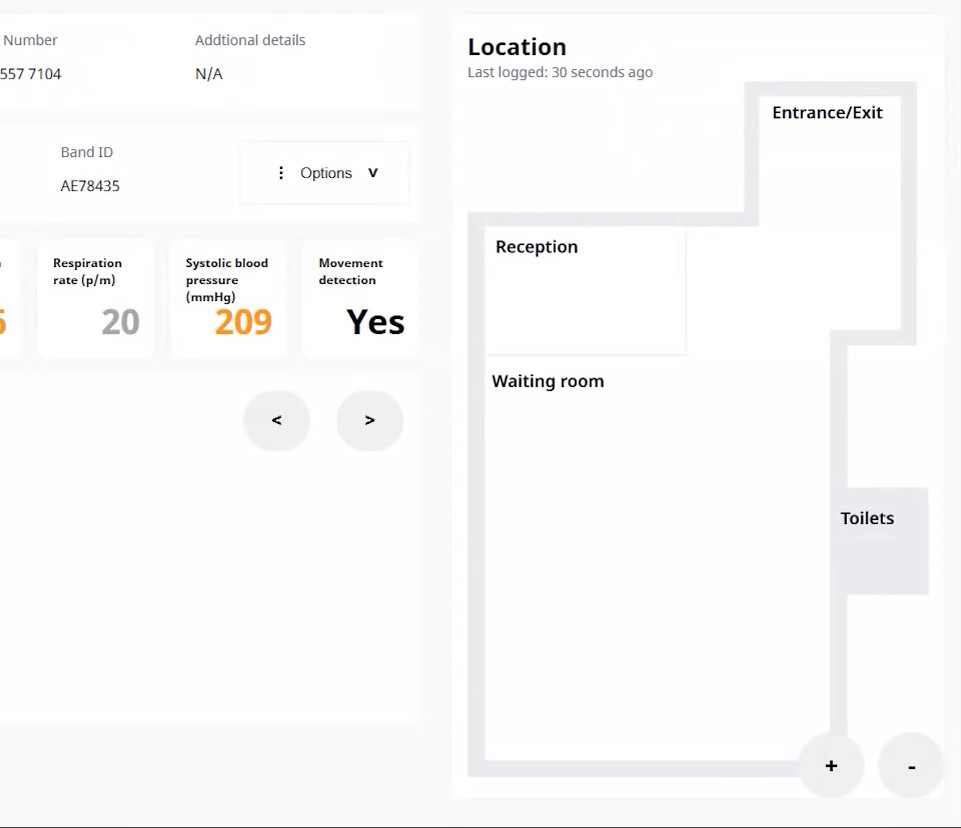 Number
Addtional details
557 7104
N/A
Band ID
AE78435
Options
Respiration
rate (p/m)
20
Systolic blood
pressure
(mmHg)
209
Movement
detection
Yes
<
>
Location
Last logged: 30 seconds ago
Entrance/Exit
Reception
Waiting room
Toilets
+
-